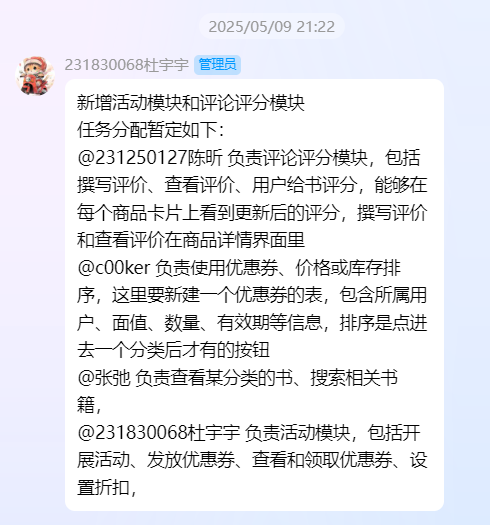 2025/05/09 21:22
231830068杜宇宇 管理员
新增活动模块和评论评分模块
任务分配暂定如下：
@231250127陈昕 负责评论评分模块，包括
撰写评价、查看评价、用户给书评分，能够在
每个商品卡片上看到更新后的评分，撰写评价
和查看评价在商品详情界面里
@c00ker 负责使用优惠券、价格或库存排
序，这里要新建一个优惠券的表，包含所属用
户、面值、数量、有效期等信息，排序是点进
去一个分类后才有的按钮
@张弛 负责查看某分类的书、搜索相关书
籍，
@231830068杜宇宇 负责活动模块，包括开
展活动、发放优惠券、查看和领取优惠券、设
置折扣，